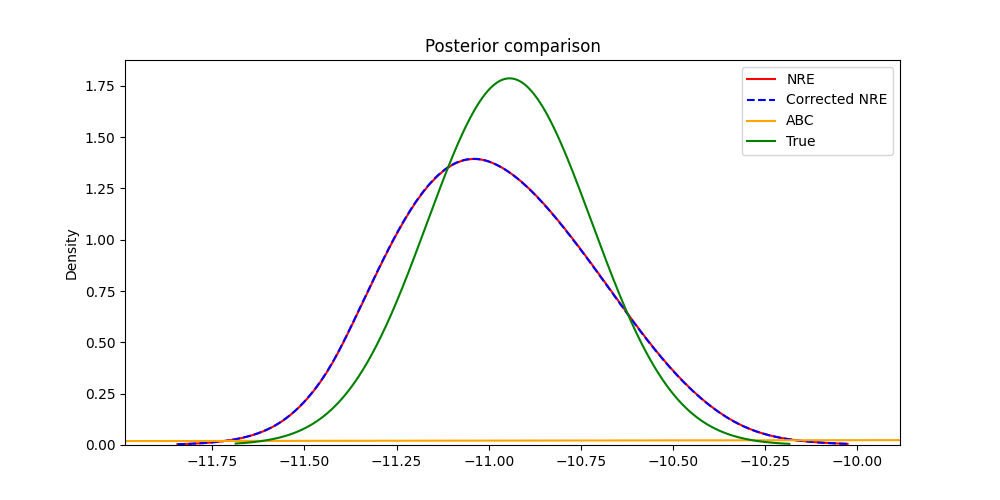 Posterior comparison
NRE
Corrected NRE
ABC
True
Density
1.75
1.50
1.25
1.00
0.75
0.50
0.25
0.00
−11.75 −11.50 −11.25 −11.00 −10.75 −10.50 −10.25 −10.00